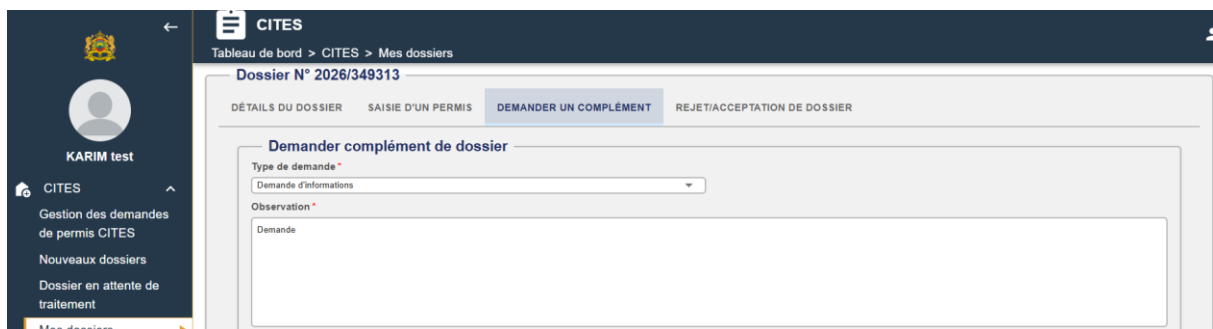 CITES
Tableau de bord > CITES > Mes dossiers
KARIM test
CITES
Gestion des demandes
de permis CITES
Nouveaux dossiers
Dossier en attente de
traitement
Mes dossiers
Dossier N° 2026/349313
DÉTAILS DU DOSSIER SAISIE D'UN PERMIS DEMANDER UN COMPLÉMENT REJET/ACCEPTATION DE DOSSIER
Demander complément de dossier
Type de demande *
Demande d'informations
Observation *
Demande